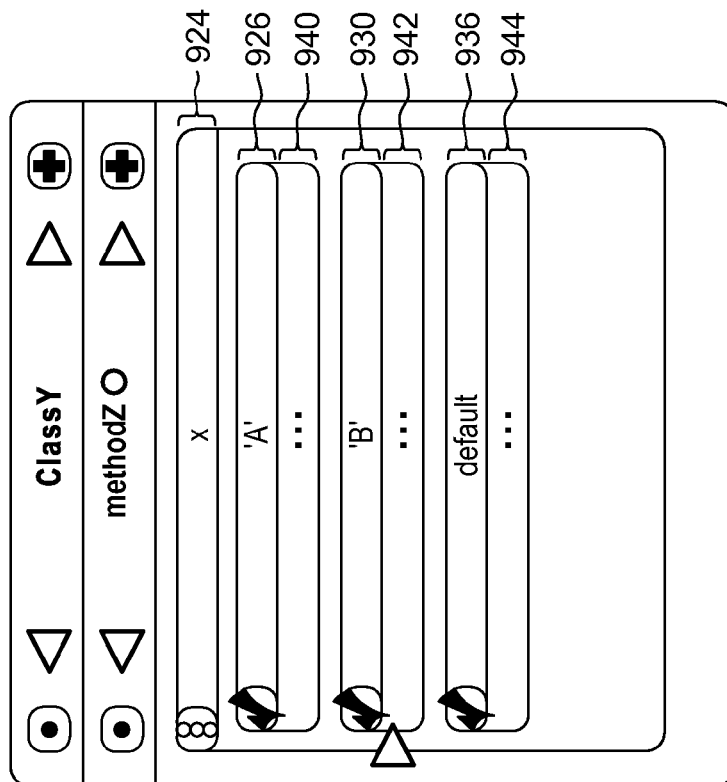 ClassY
methodZ
x 924
'A' 926
... 940
'B' 930
... 942
default 936
... 944